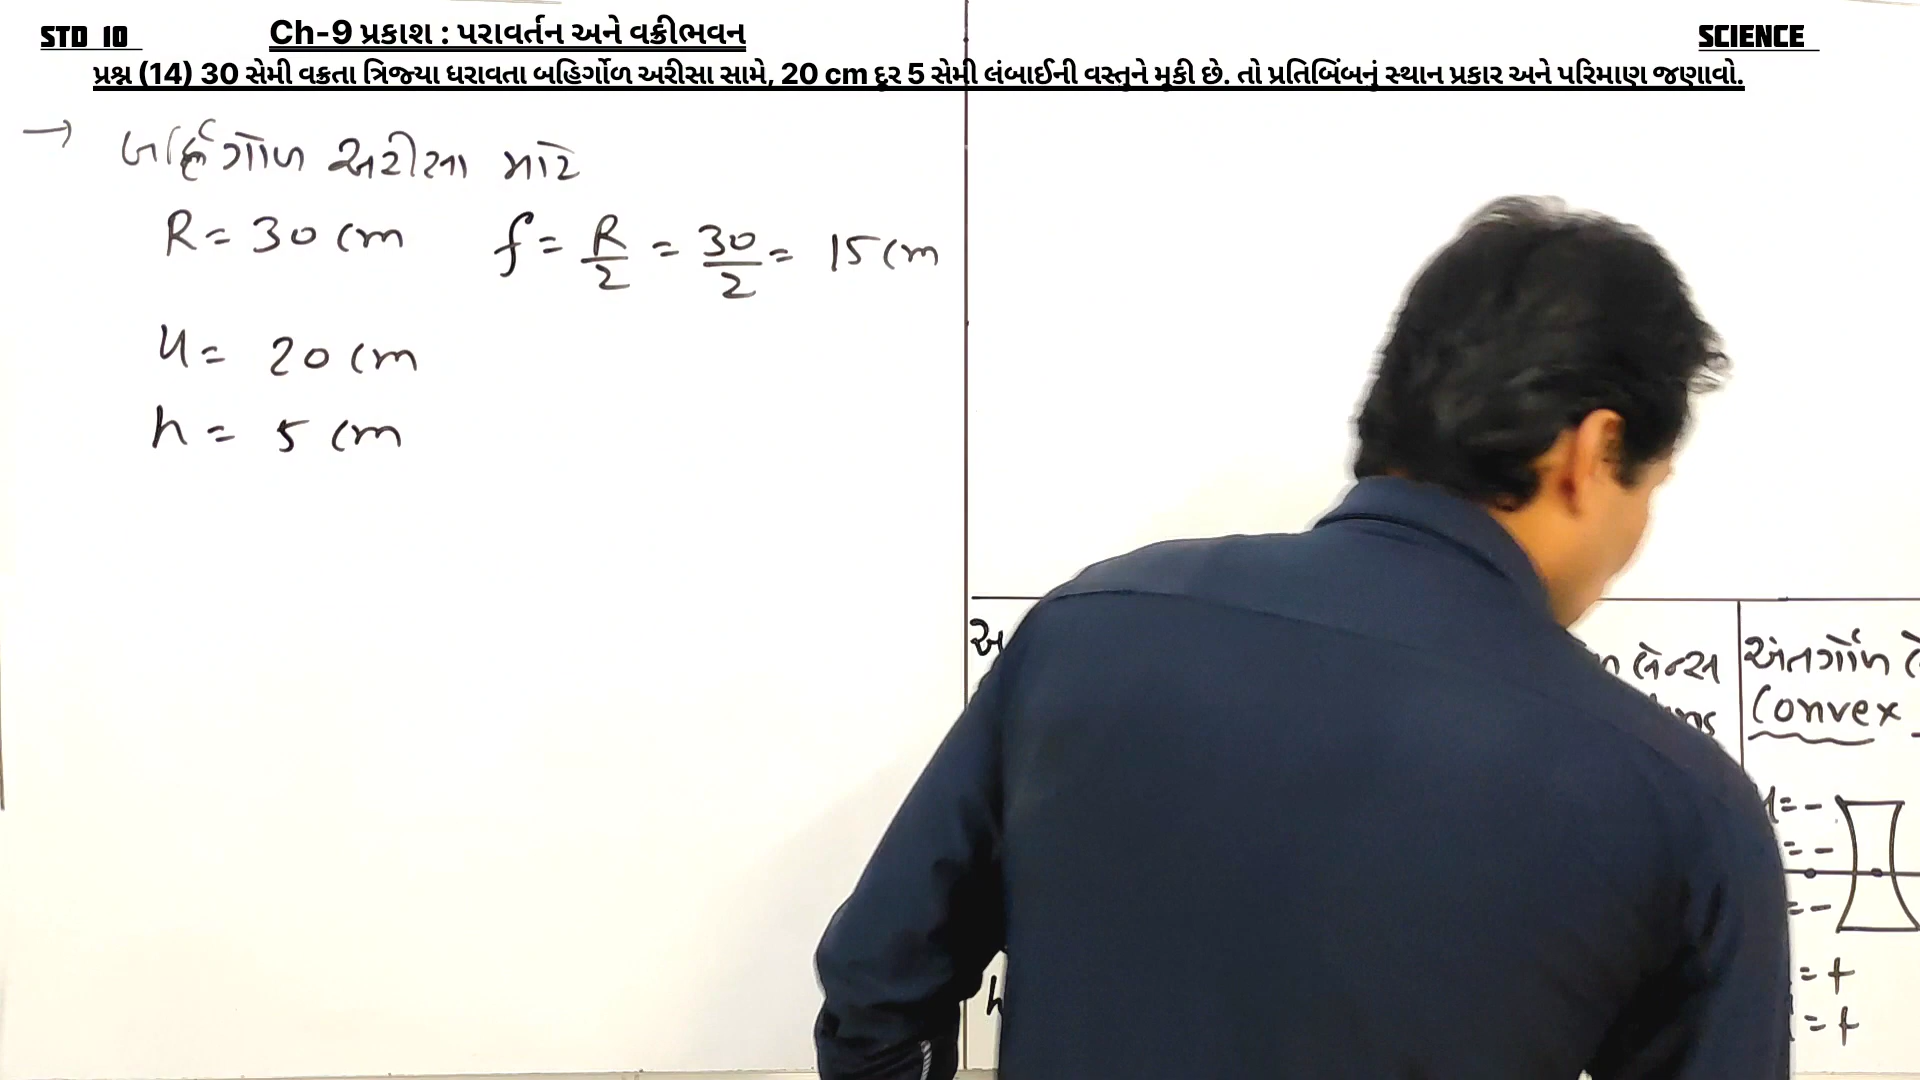 STD 10 Ch-9 પ્રકાશ : પરાવર્તન અને વક્રીભવન SCIENCE
પ્રશ્ન (14) 30 સેમી વક્રતા ત્રિજ્યા ધરાવતા બહિર્ગોળ અરીસા સામે, 20 cm દૂર 5 સેમી લંબાઈની વસ્તુને મૂકી છે. તો પ્રતિબિંબનું સ્થાન પ્રકાર અને પરિમાણ જણાવો.
→ બર્હિગોળ અરીસા માટે
R = 30 cm f = R/2 = 30/2 = 15 cm
u = 20 cm
h = 5 cm
લેન્સ અંતર્ગોળ
Convex
u = -
= -
= -
= +
= +
h